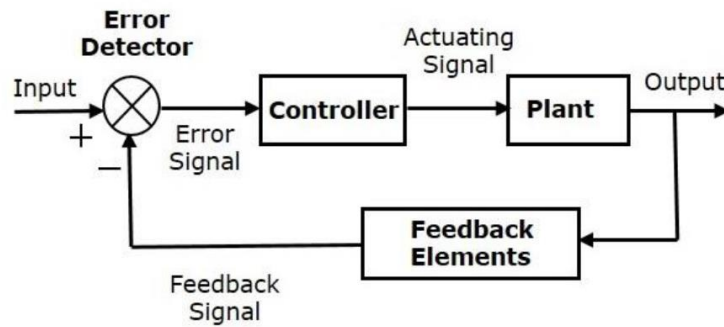 Error
Detector
Input
+
−
Error
Signal
Controller
Actuating
Signal
Plant
Output
Feedback
Elements
Feedback
Signal